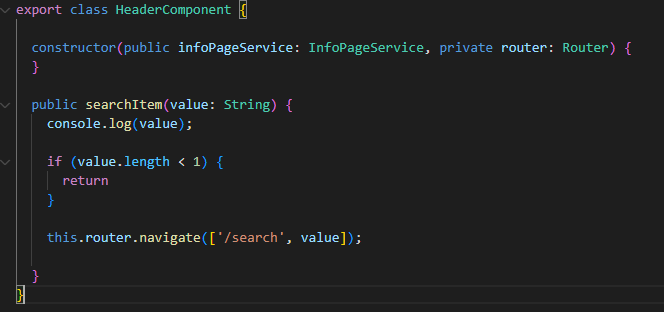 export class HeaderComponent {
constructor(public infoPageService: InfoPageService, private router: Router) {
}
public searchItem(value: String) {
console.log(value);
if (value.length < 1) {
return
}
this.router.navigate(['/search', value]);
}
}